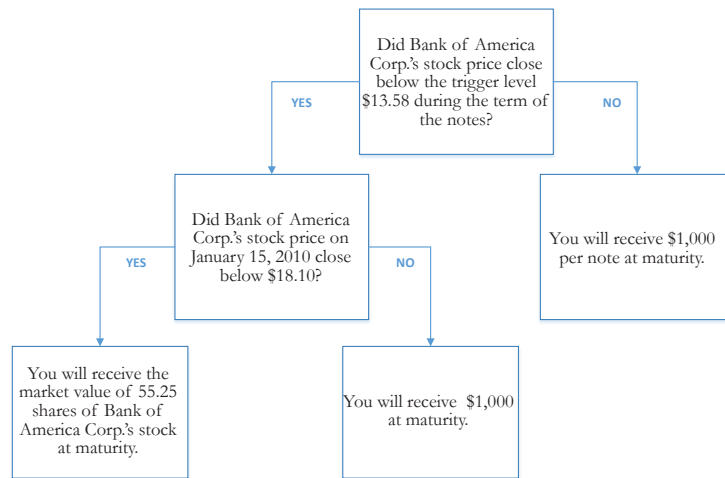 Did Bank of America
Corp.'s stock price close
below the trigger level
$13.58 during the term of
the notes?
YES
NO
Did Bank of America
Corp.'s stock price on
January 15, 2010 close
below $18.10?
You will receive $1,000
per note at maturity.
YES
NO
You will receive the
market value of 55.25
shares of Bank of
America Corp.'s stock
at maturity.
You will receive $1,000
at maturity.